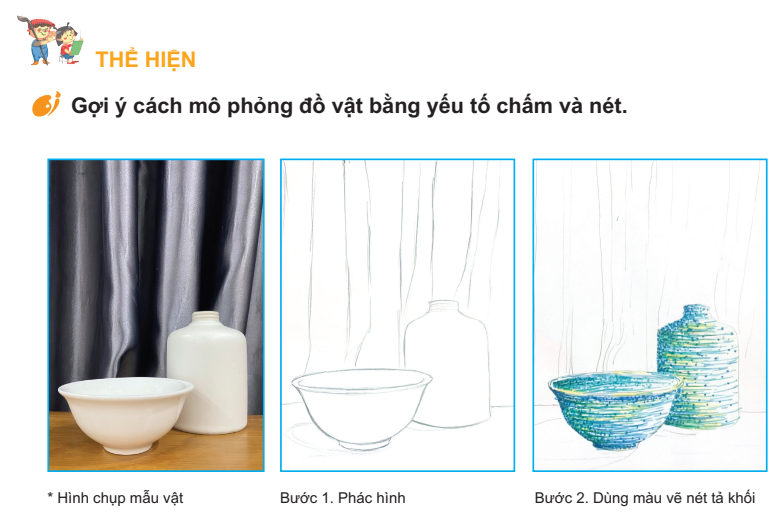 THỂ HIỆN
Gợi ý cách mô phỏng đồ vật bằng yếu tố chấm và nét.
* Hình chụp mẫu vật
Bước 1. Phác hình
Bước 2. Dùng màu vẽ nét tả khối